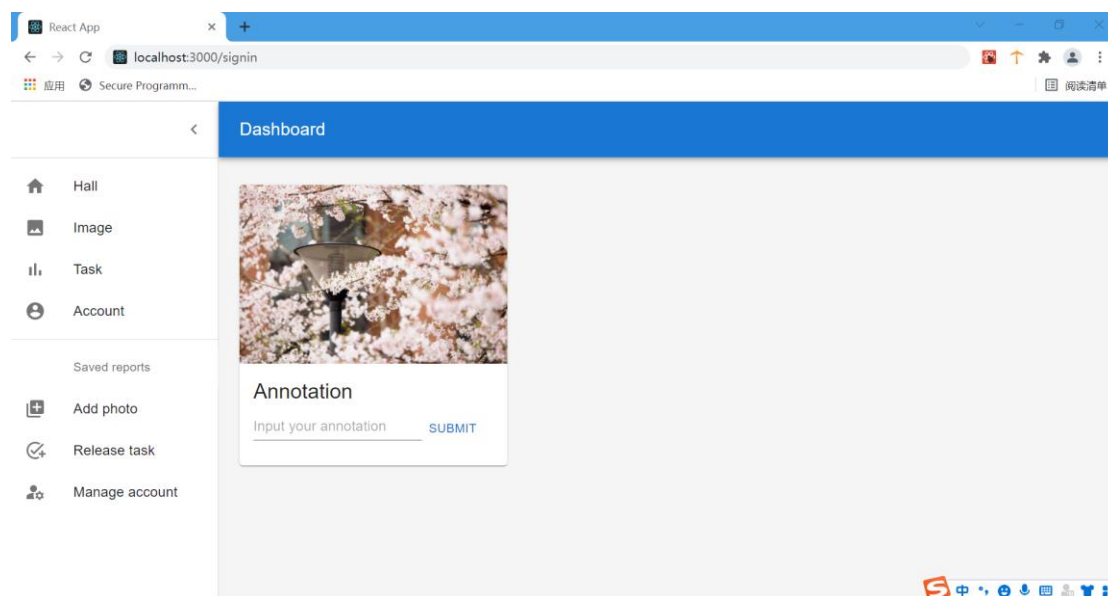 React App
localhost:3000/signin
应用 Secure Programm...
阅读清单
Dashboard
Hall
Image
Task
Account
Saved reports
Add photo
Release task
Manage account
Annotation
Input your annotation SUBMIT
中